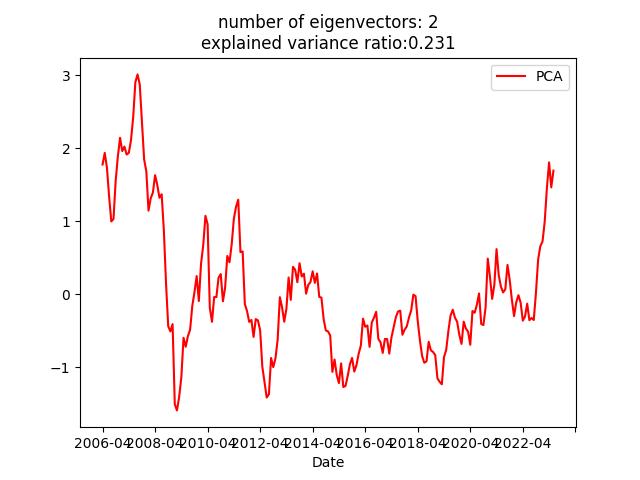 number of eigenvectors: 2
explained variance ratio:0.231
PCA
3
2
1
0
−1
2006-04 2008-04 2010-04 2012-04 2014-04 2016-04 2018-04 2020-04 2022-04
Date